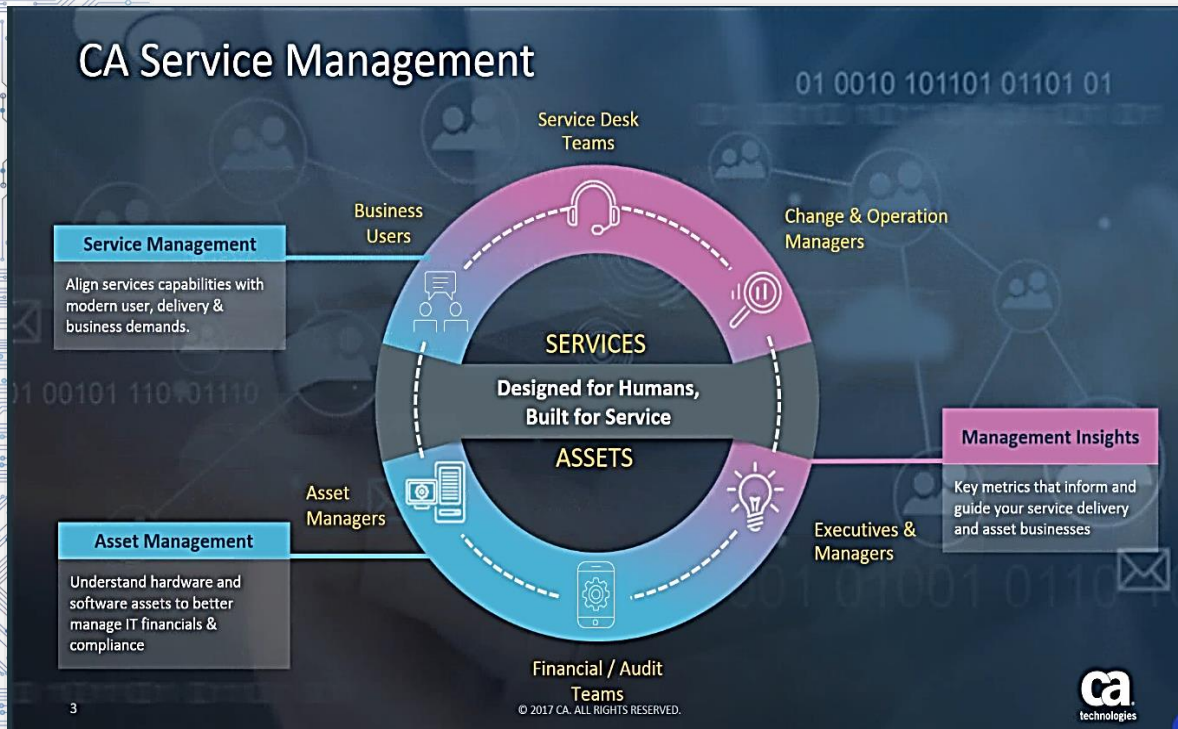 CA Service Management
01 0010 101101 01101 01
Service Desk
Teams
Business
Users
Change & Operation
Managers
Service Management
Align services capabilities with
modern user, delivery &
business demands.
SERVICES
Designed for Humans,
Built for Service
ASSETS
01 00101 110101110
Management Insights
Key metrics that inform and
guide your service delivery
and asset businesses
Asset
Managers
Executives &
Managers
Asset Management
Understand hardware and
software assets to better
manage IT financials &
compliance
Financial / Audit
Teams
3
© 2017 CA. ALL RIGHTS RESERVED.
ca
technologies